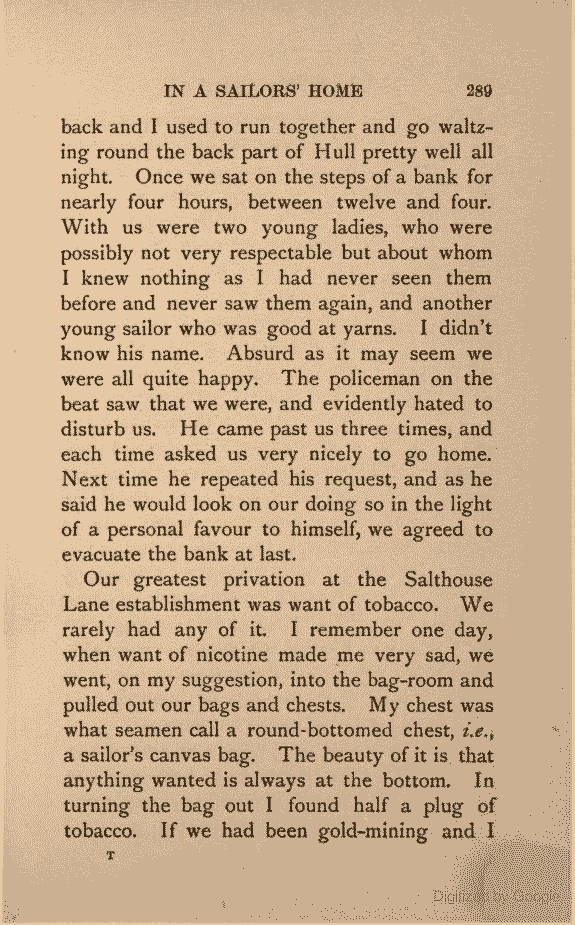 IN A SAILORS' HOME 289
back and I used to run together and go waltz-
ing round the back part of Hull pretty well all
night. Once we sat on the steps of a bank for
nearly four hours, between twelve and four.
With us were two young ladies, who were
possibly not very respectable but about whom
I knew nothing as I had never seen them
before and never saw them again, and another
young sailor who was good at yarns. I didn't
know his name. Absurd as it may seem we
were all quite happy. The policeman on the
beat saw that we were, and evidently hated to
disturb us. He came past us three times, and
each time asked us very nicely to go home.
Next time he repeated his request, and as he
said he would look on our doing so in the light
of a personal favour to himself, we agreed to
evacuate the bank at last.
Our greatest privation at the Salthouse
Lane establishment was want of tobacco. We
rarely had any of it. I remember one day,
when want of nicotine made me very sad, we
went, on my suggestion, into the bag-room and
pulled out our bags and chests. My chest was
what seamen call a round-bottomed chest, i.e.,
a sailor's canvas bag. The beauty of it is that
anything wanted is always at the bottom. In
turning the bag out I found half a plug of
tobacco. If we had been gold-mining and I
T
Digitized by Google